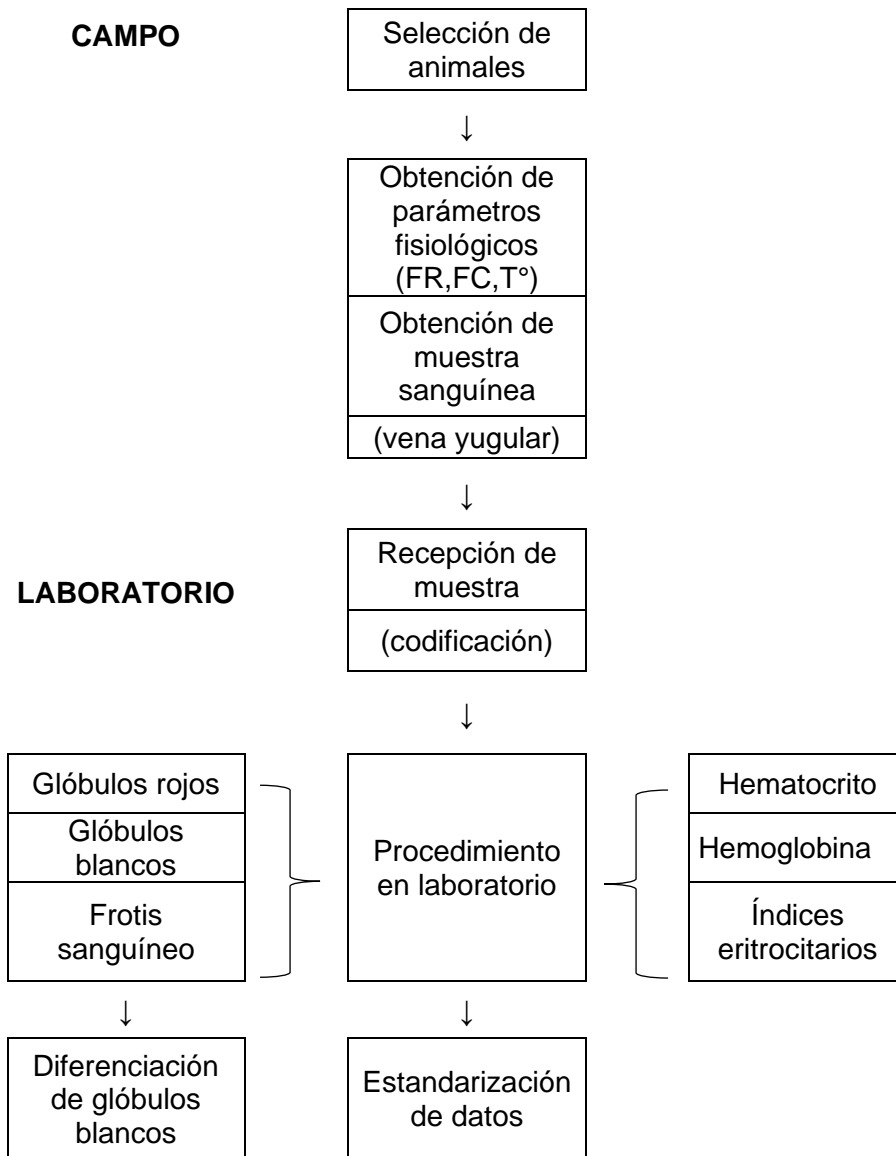 CAMPO
Selección de
animales
↓
Obtención de
parámetros
fisiológicos
(FR,FC,T°)
Obtención de
muestra
sanguínea
(vena yugular)
↓
LABORATORIO
Recepción de
muestra
(codificación)
↓
Glóbulos rojos
Glóbulos
blancos
Frotis
sanguíneo
Procedimiento
en laboratorio
Hematocrito
Hemoglobina
Índices
eritrocitarios
↓
↓
Diferenciación
de glóbulos
blancos
Estandarización
de datos